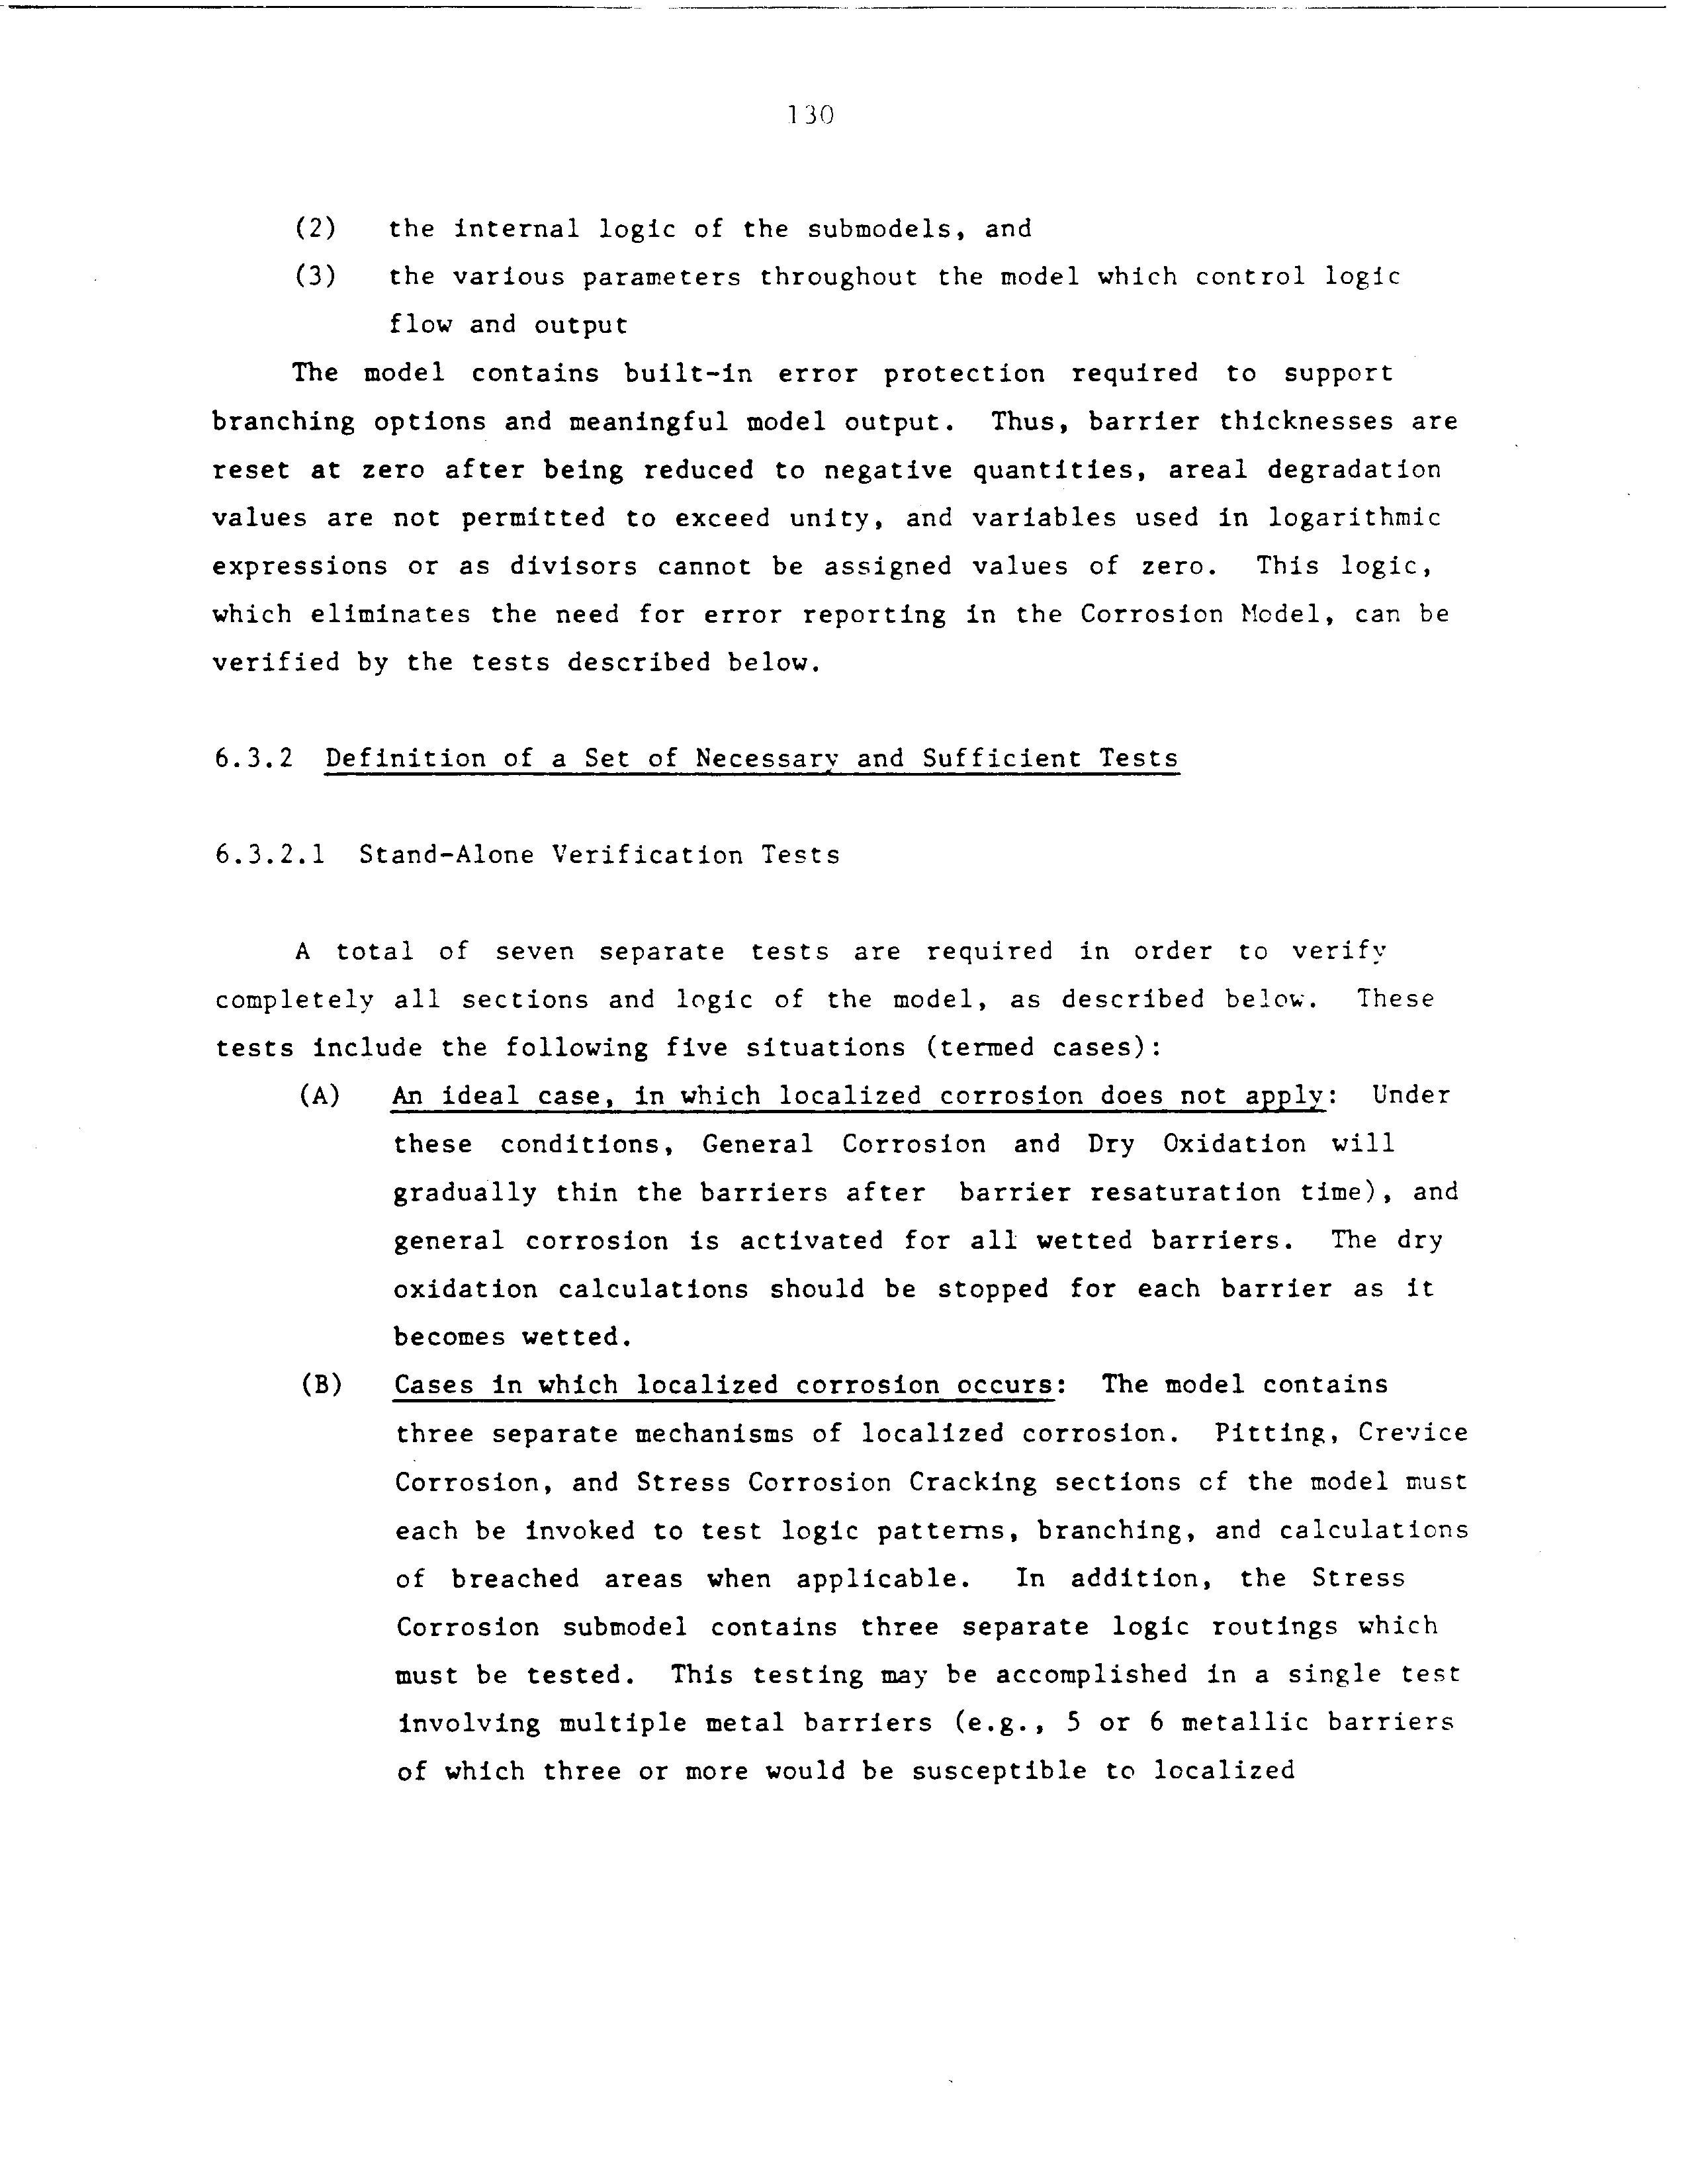 130
(2) the internal logic of the submodels, and
(3) the various parameters throughout the model which control logic
flow and output
The model contains built-in error protection required to support
branching options and meaningful model output. Thus, barrier thicknesses are
reset at zero after being reduced to negative quantities, areal degradation
values are not permitted to exceed unity, and variables used in logarithmic
expressions or as divisors cannot be assigned values of zero. This logic,
which eliminates the need for error reporting in the Corrosion Model, can be
verified by the tests described below.
6.3.2 Definition of a Set of Necessary and Sufficient Tests
6.3.2.1 Stand-Alone Verification Tests
A total of seven separate tests are required in order to verify
completely all sections and logic of the model, as described below. These
tests include the following five situations (termed cases):
(A) An ideal case, in which localized corrosion does not apply: Under
these conditions, General Corrosion and Dry Oxidation will
gradually thin the barriers after barrier resaturation time), and
general corrosion is activated for all wetted barriers. The dry
oxidation calculations should be stopped for each barrier as it
becomes wetted.
(B) Cases in which localized corrosion occurs: The model contains
three separate mechanisms of localized corrosion. Pitting, Crevice
Corrosion, and Stress Corrosion Cracking sections of the model must
each be invoked to test logic patterns, branching, and calculations
of breached areas when applicable. In addition, the Stress
Corrosion submodel contains three separate logic routings which
must be tested. This testing may be accomplished in a single test
involving multiple metal barriers (e.g., 5 or 6 metallic barriers
of which three or more would be susceptible to localized